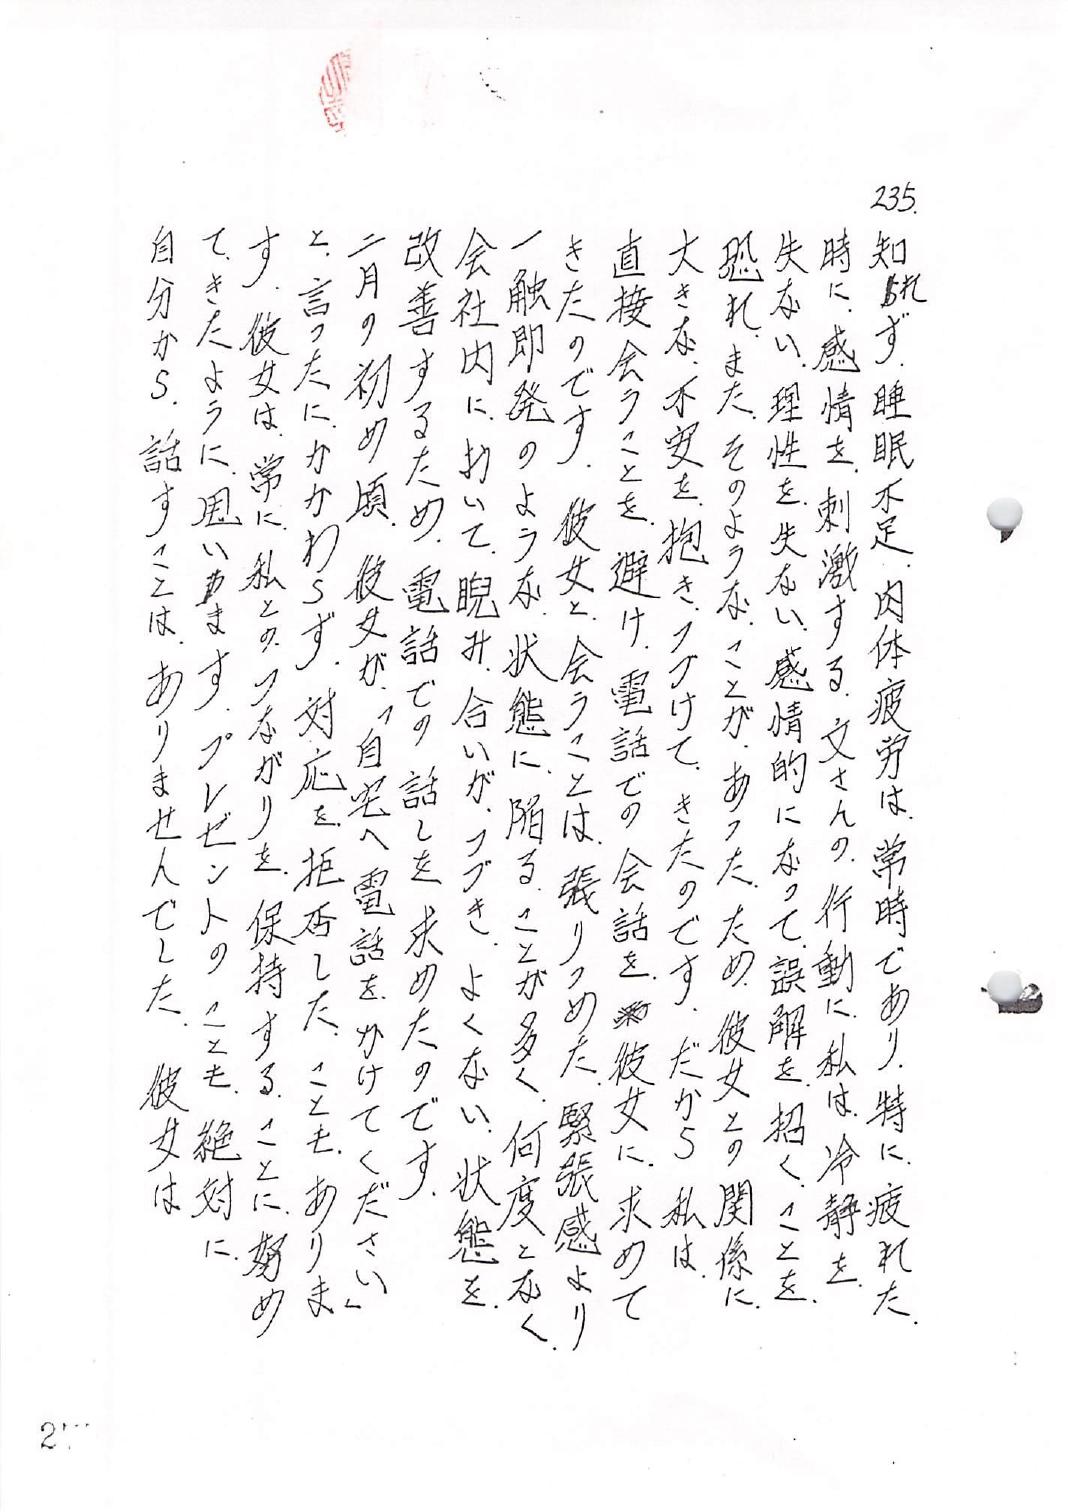 235.
知れず、睡眠不足、肉体疲労は、常時であり、特に、疲れた、
時に、感情を、刺激する、文さんの、行動に、私は、冷静を、
失ない、理性を、失ない、感情的になって、誤解を、招く、ことを、
恐れ、また、そのような、ことが、あった、ため、彼女との、関係に、
大きな、不安を、抱き、つづけて、きたのです、だから、私は、
直接会うことを、避け、電話での、会話を、彼女に、求めて
きたのです、彼女と、会うことは、張りつめた、緊張感より
一触即発のような、状態に、陥る、ことが多く、何度となく、
会社内に、於いて、睨み、合いが、つづき、よくない、状態を、
改善するため、電話での、話しを、求めたのです、
二月の初め頃、彼女が、「自宅へ、電話を、かけてください」
と、言ったに、かかわらず、対応を、拒否した、ことも、ありま
す、彼女は、常に、私との、つながりを、保持する、ことに、努め
て、きたように、思います、プレゼントの、ことも、絶対に、
自分から、話すことは、ありませんでした、彼女は